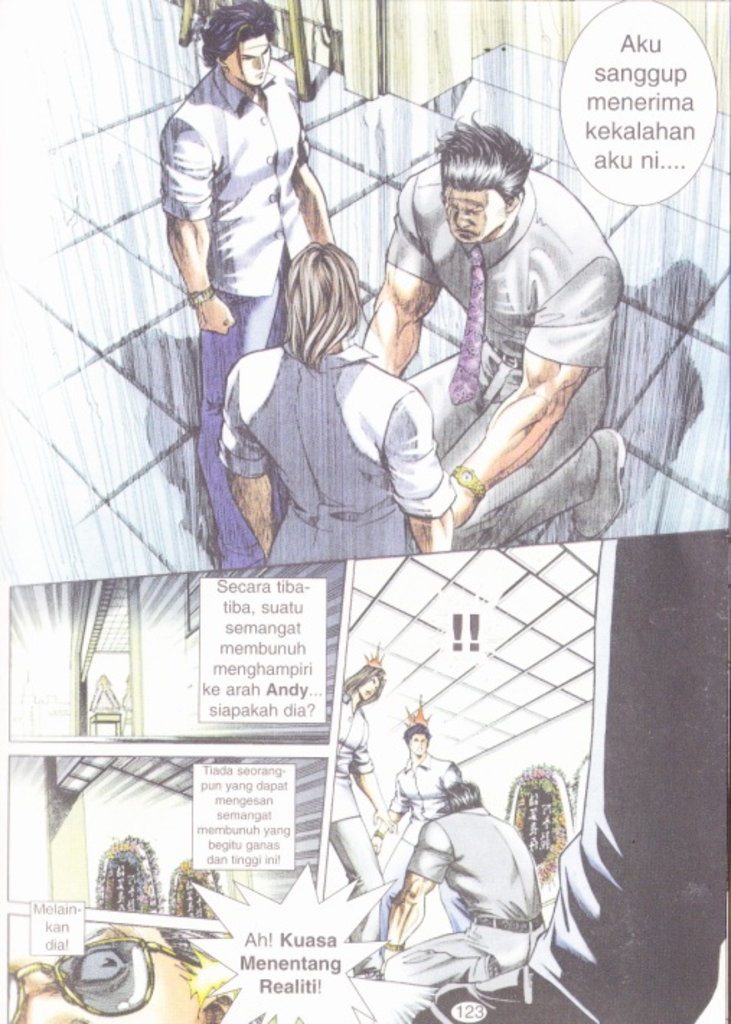 Aku
sanggup
menerima
kekalahan
aku ni....
Secara tiba-
tiba, suatu
semangat
membunuh
menghampiri
ke arah Andy...
siapakah dia?
!!
Tiada seorang-
pun yang dapat
mengesan
semangat
membunuh yang
begitu ganas
dan tinggi ini!
Melain-
kan
dia!
Ah! Kuasa
Menentang
Realiti!
123